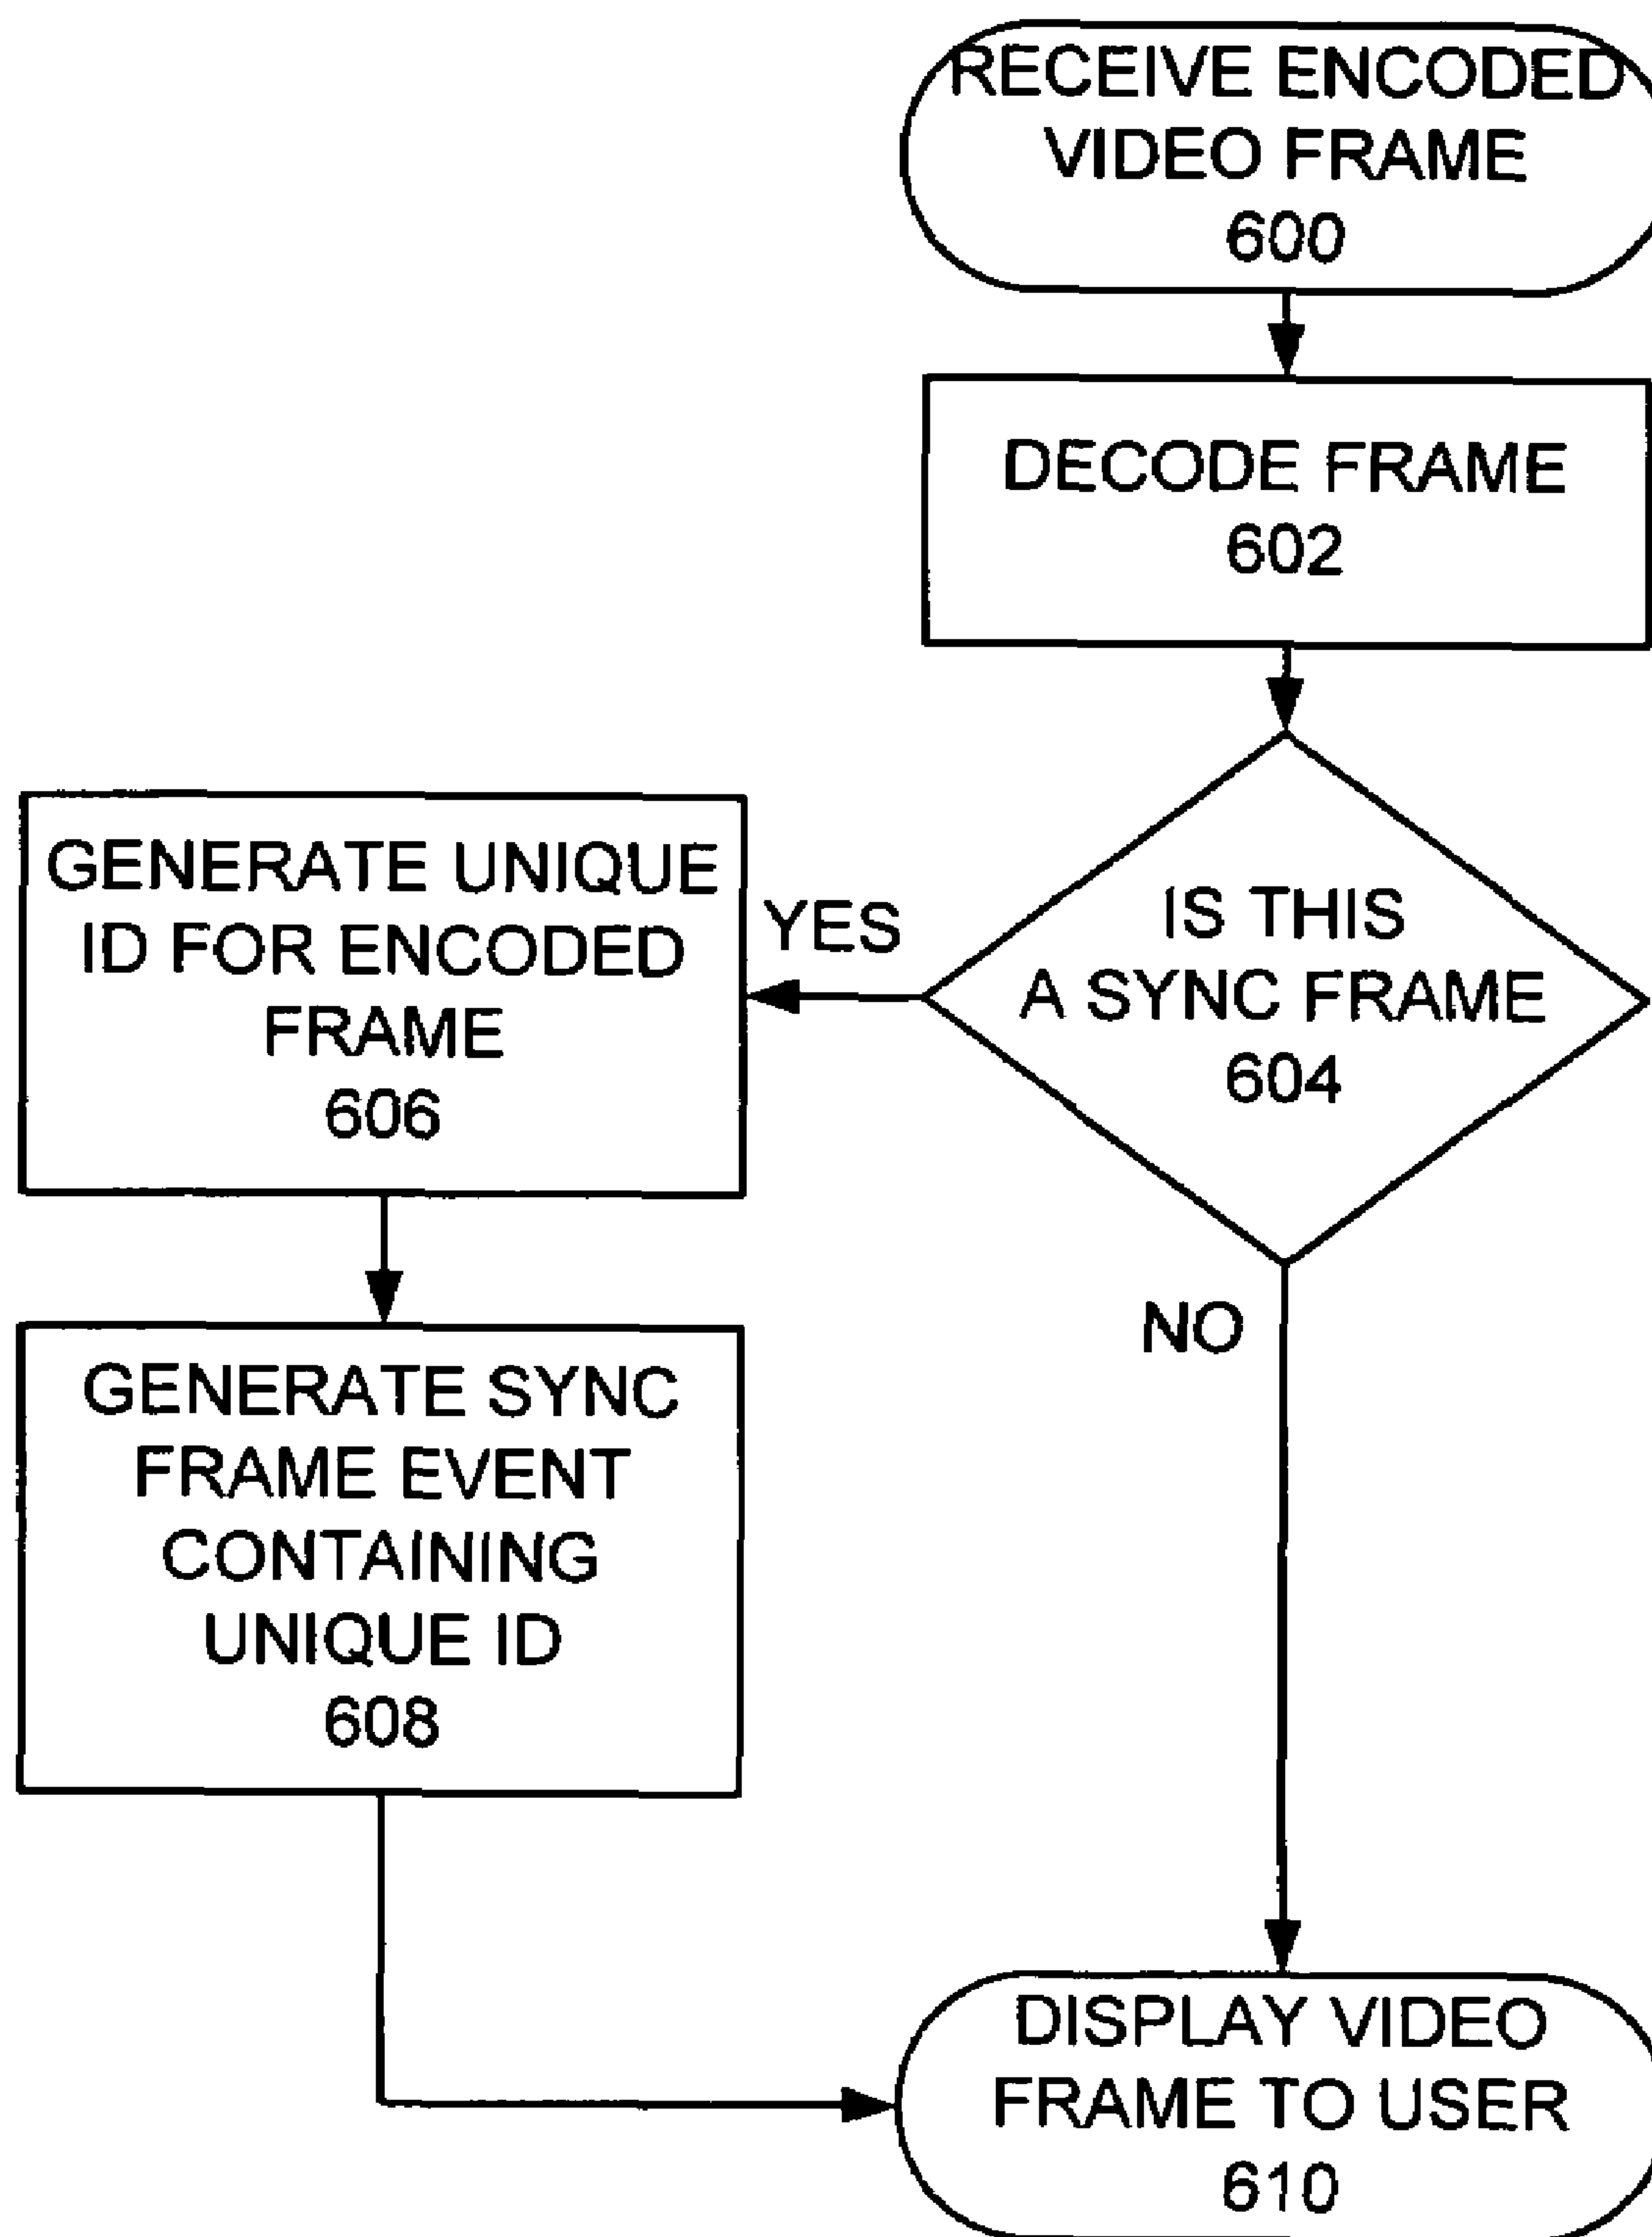 RECEIVE ENCODED
VIDEO FRAME
600
DECODE FRAME
602
IS THIS
A SYNC FRAME
604
YES
GENERATE UNIQUE
ID FOR ENCODED
FRAME
606
NO
GENERATE SYNC
FRAME EVENT
CONTAINING
UNIQUE ID
608
DISPLAY VIDEO
FRAME TO USER
610